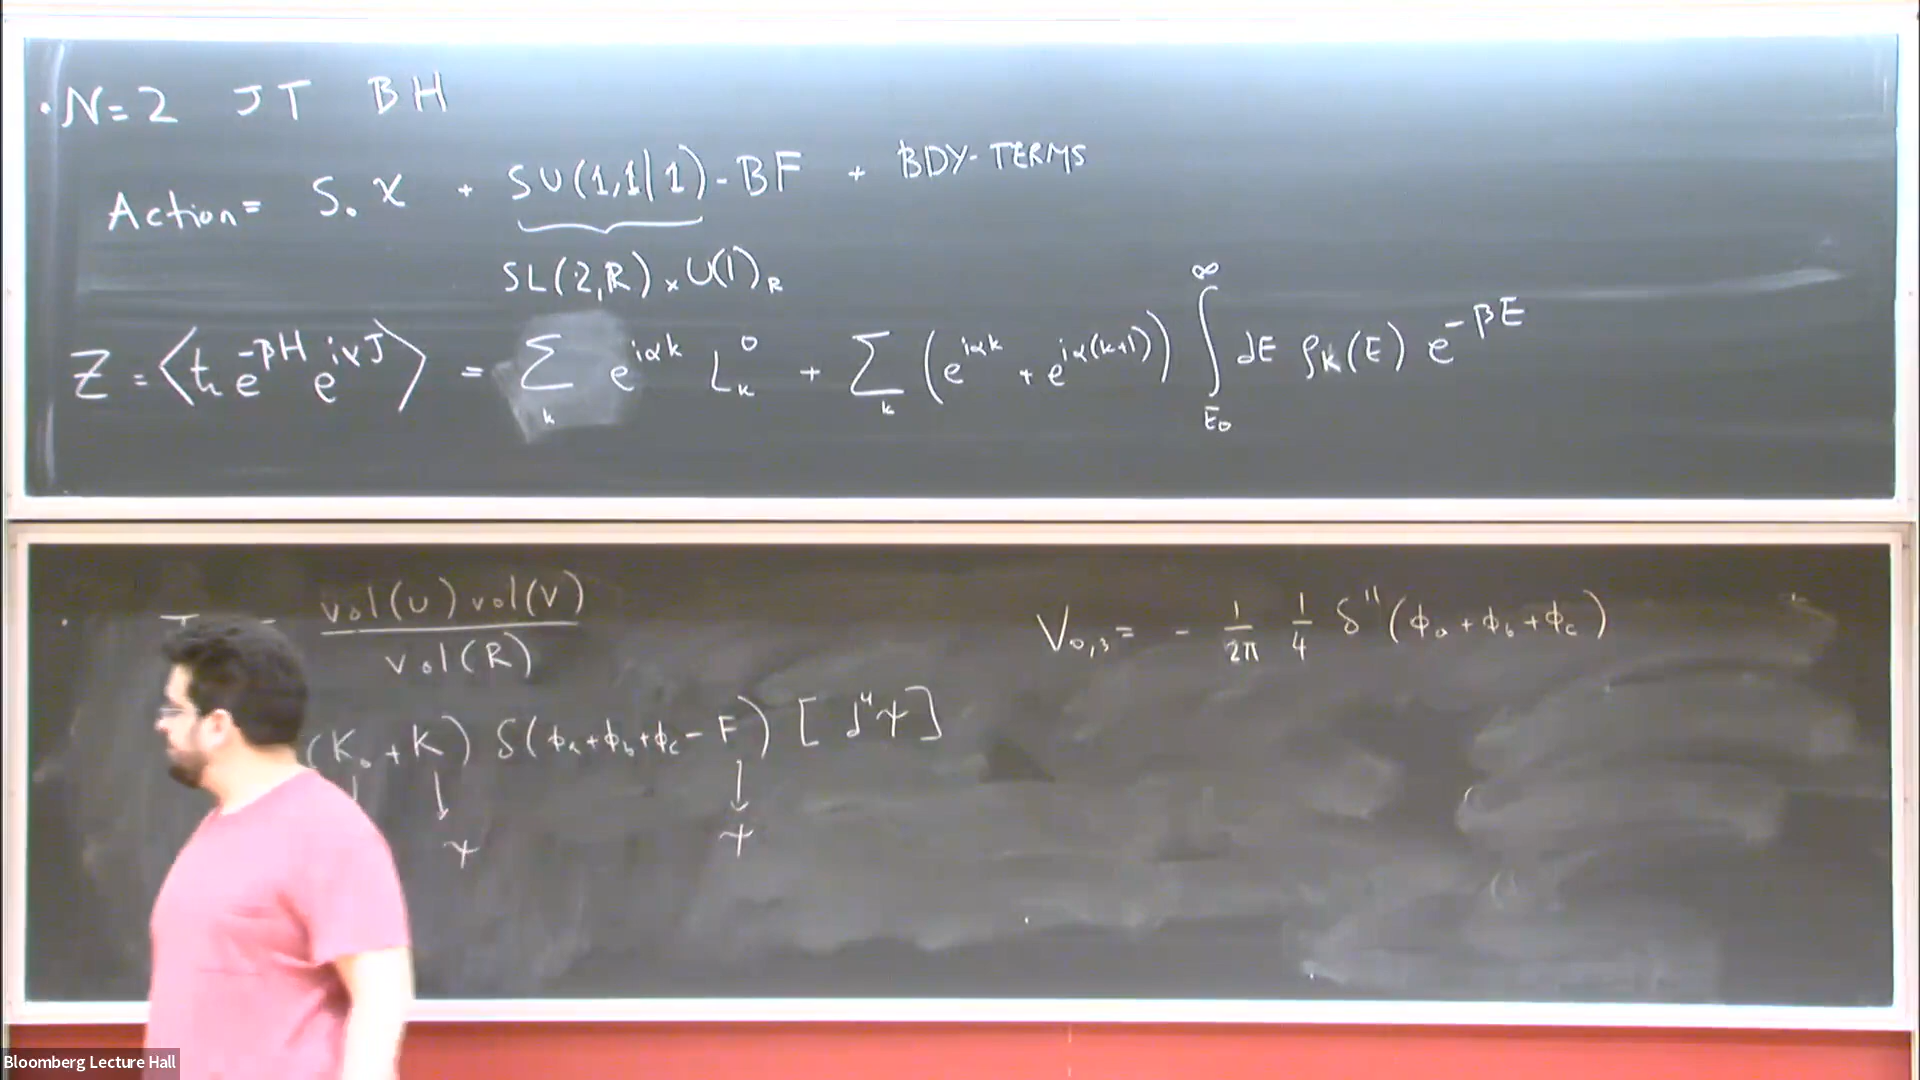 · N=2 JT BH
Action = S₀ χ + SU(1,1|1)-BF + BDY-TERMS
SL(2,R) × U(1)_R
Z = ⟨tr e^{-βH} e^{iαJ}⟩ = Σ_k e^{iαk} L_k^0 + Σ_k (e^{iαk} + e^{iα(k+1)}) ∫_{E_0}^{∞} dE ρ_k(E) e^{-βE}
vol(U) vol(V) / vol(R)
V_{0,3} = - 1/2π 1/4 δ''(φ_a + φ_b + φ_c)
(K_0 + K) δ(φ_a + φ_b + φ_c - F) [d^4ψ]
↓ ↓
ψ ψ
Bloomberg Lecture Hall